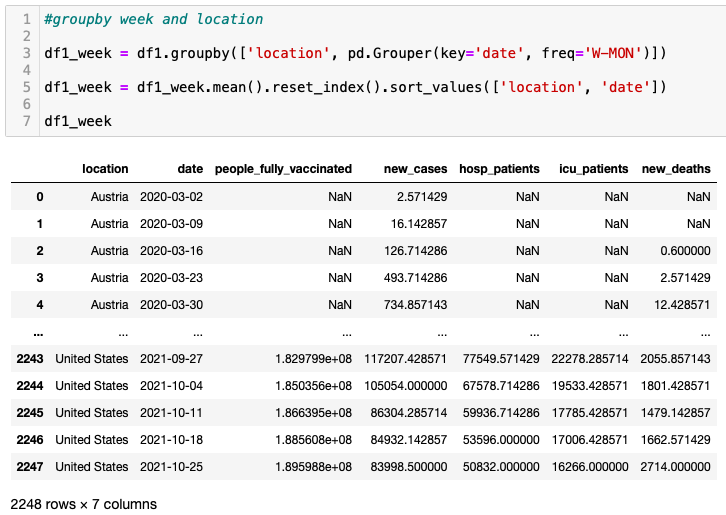 1 #groupby week and location
2
3 df1_week = df1.groupby(['location', pd.Grouper(key='date', freq='W-MON')])
4
5 df1_week = df1_week.mean().reset_index().sort_values(['location', 'date'])
6
7 df1_week
location date people_fully_vaccinated new_cases hosp_patients icu_patients new_deaths
0 Austria 2020-03-02 NaN 2.571429 NaN NaN NaN
1 Austria 2020-03-09 NaN 16.142857 NaN NaN NaN
2 Austria 2020-03-16 NaN 126.714286 NaN NaN 0.600000
3 Austria 2020-03-23 NaN 493.714286 NaN NaN 2.571429
4 Austria 2020-03-30 NaN 734.857143 NaN NaN 12.428571
... ... ... ... ... ... ... ...
2243 United States 2021-09-27 1.829799e+08 117207.428571 77549.571429 22278.285714 2055.857143
2244 United States 2021-10-04 1.850356e+08 105054.000000 67578.714286 19533.428571 1801.428571
2245 United States 2021-10-11 1.866395e+08 86304.285714 59936.714286 17785.428571 1479.142857
2246 United States 2021-10-18 1.885608e+08 84932.142857 53596.000000 17006.428571 1662.571429
2247 United States 2021-10-25 1.895988e+08 83998.500000 50832.000000 16266.000000 2714.000000
2248 rows × 7 columns